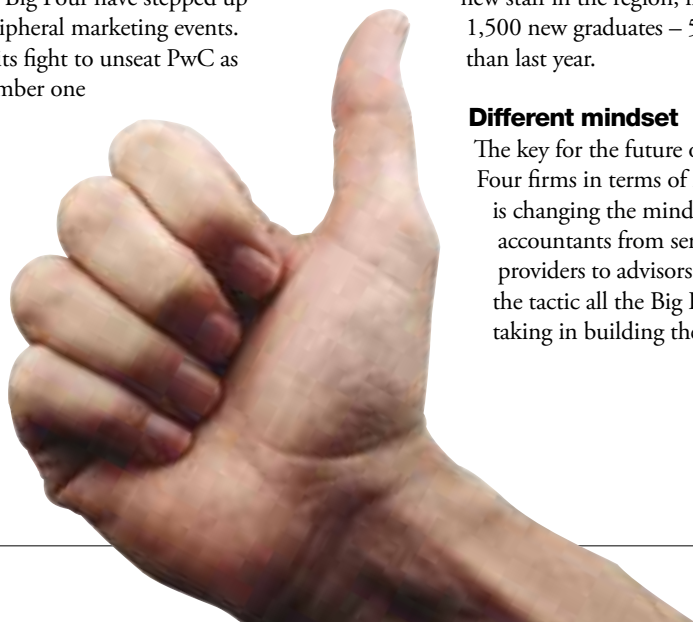 Big Four have stepped up
ipheral marketing events.
its fight to unseat PwC as
mber one
new staff in the region,
1,500 new graduates – 5
than last year.
Different mindset
The key for the future
Four firms in terms of
is changing the mind
accountants from ser
providers to advisors
the tactic all the Big
taking in building the